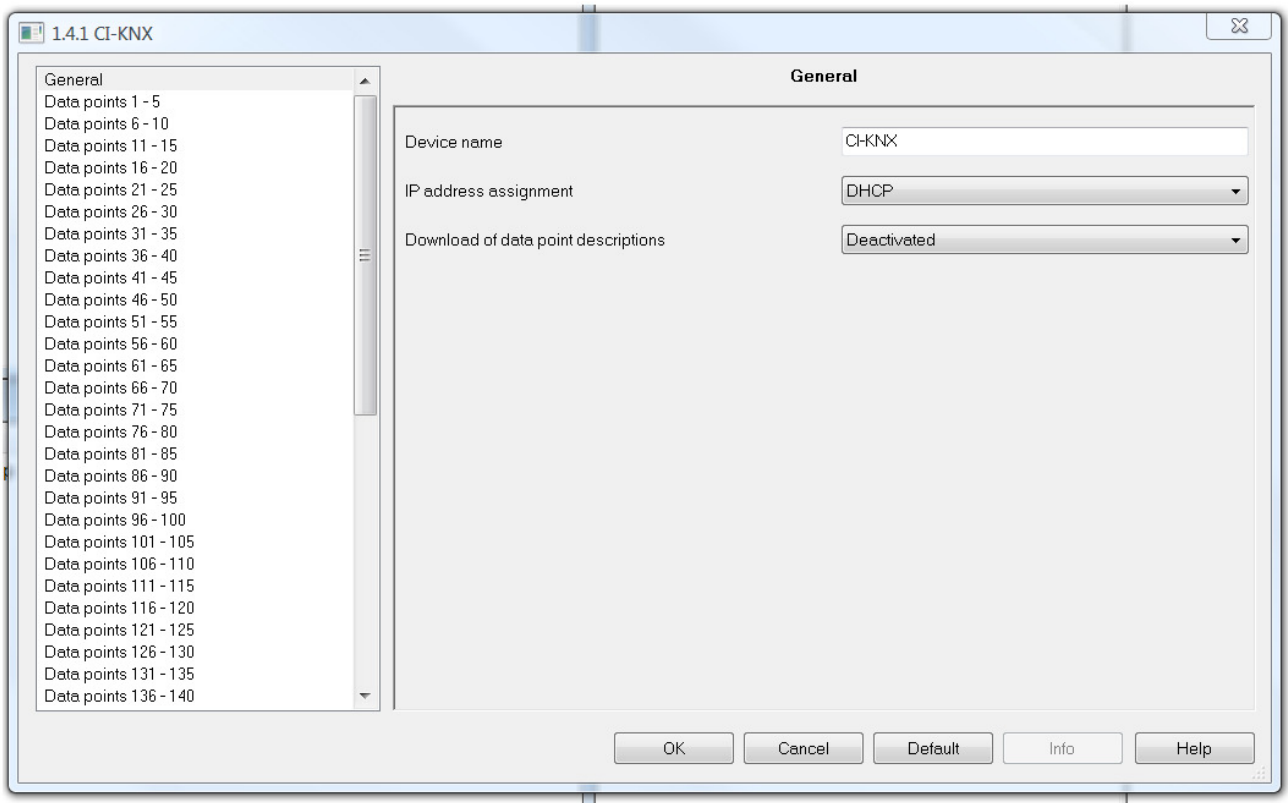 1.4.1 CI-KNX
General
Data points 1 - 5
Data points 6 - 10
Data points 11 - 15
Data points 16 - 20
Data points 21 - 25
Data points 26 - 30
Data points 31 - 35
Data points 36 - 40
Data points 41 - 45
Data points 46 - 50
Data points 51 - 55
Data points 56 - 60
Data points 61 - 65
Data points 66 - 70
Data points 71 - 75
Data points 76 - 80
Data points 81 - 85
Data points 86 - 90
Data points 91 - 95
Data points 96 - 100
Data points 101 - 105
Data points 106 - 110
Data points 111 - 115
Data points 116 - 120
Data points 121 - 125
Data points 126 - 130
Data points 131 - 135
Data points 136 - 140
General
Device name CI-KNX
IP address assignment DHCP
Download of data point descriptions Deactivated
OK Cancel Default Info Help